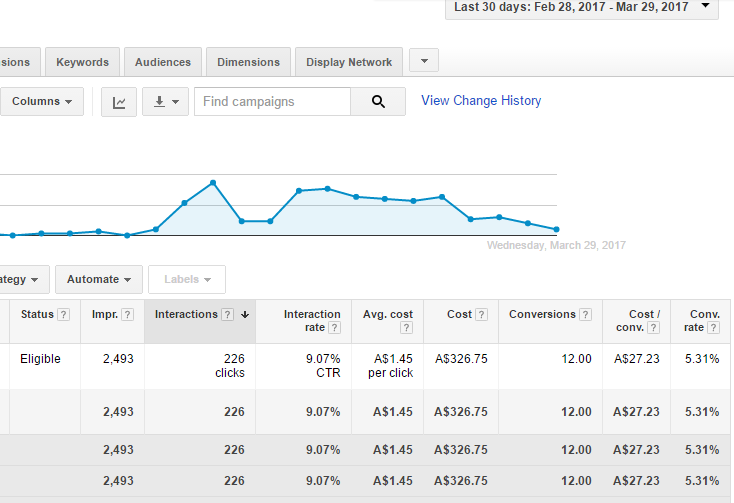 Last 30 days: Feb 28, 2017 - Mar 29, 2017
sions Keywords Audiences Dimensions Display Network
Columns Find campaigns View Change History
Wednesday, March 29, 2017
ategy Automate Labels
Status ? Impr. ? Interactions ? Interaction rate ? Avg. cost ? Cost ? Conversions ? Cost / conv. ? Conv. rate ?
Eligible 2,493 226 clicks 9.07% CTR A$1.45 per click A$326.75 12.00 A$27.23 5.31%
2,493 226 9.07% A$1.45 A$326.75 12.00 A$27.23 5.31%
2,493 226 9.07% A$1.45 A$326.75 12.00 A$27.23 5.31%
2,493 226 9.07% A$1.45 A$326.75 12.00 A$27.23 5.31%